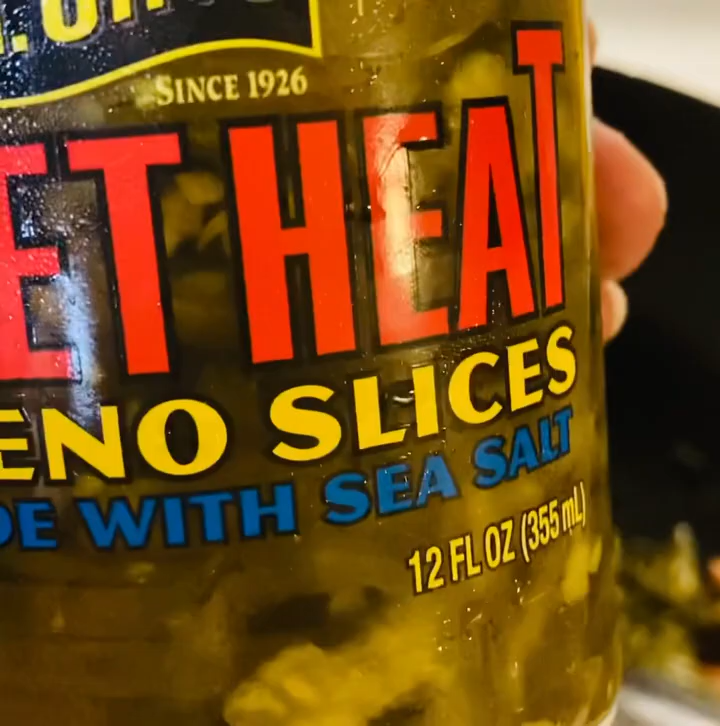 SINCE 1926
ET HEAT
ENO SLICES
DE WITH SEA SALT
12 FL OZ (355 mL)